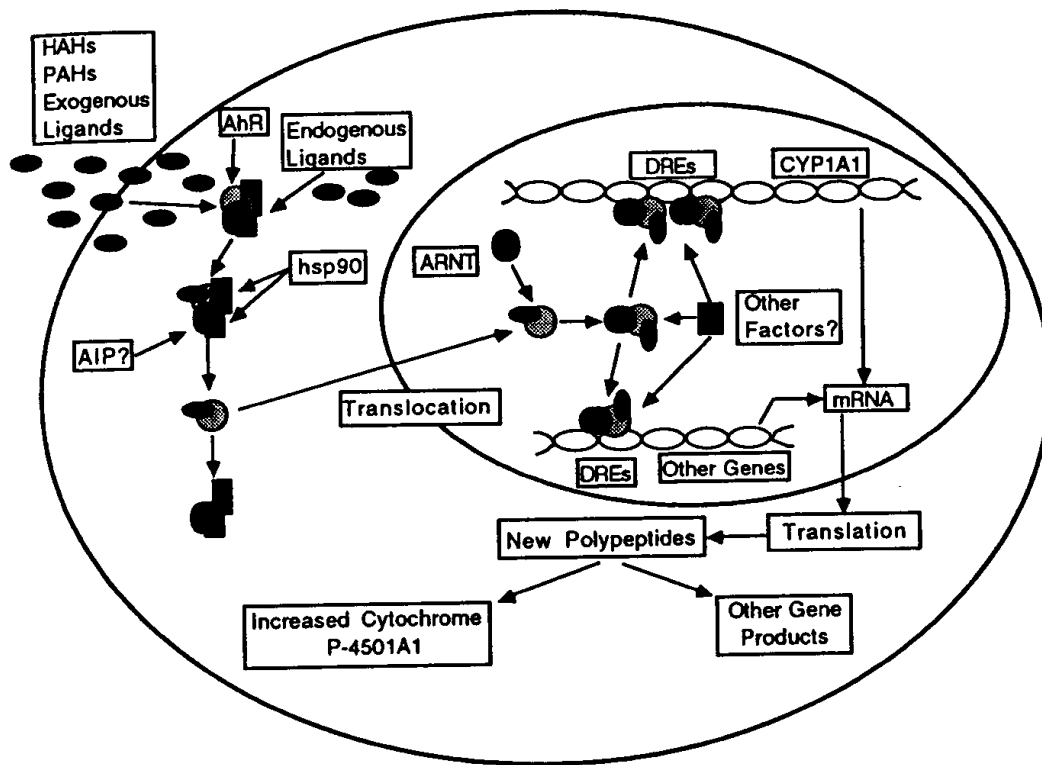 HAHs
PAHs
Exogenous
Ligands
AhR
Endogenous
Ligands
DREs
CYP1A1
hsp90
ARNT
Other
Factors?
AIP?
Translocation
mRNA
DREs
Other Genes
New Polypeptides
Translation
Increased Cytochrome
P-4501A1
Other Gene
Products